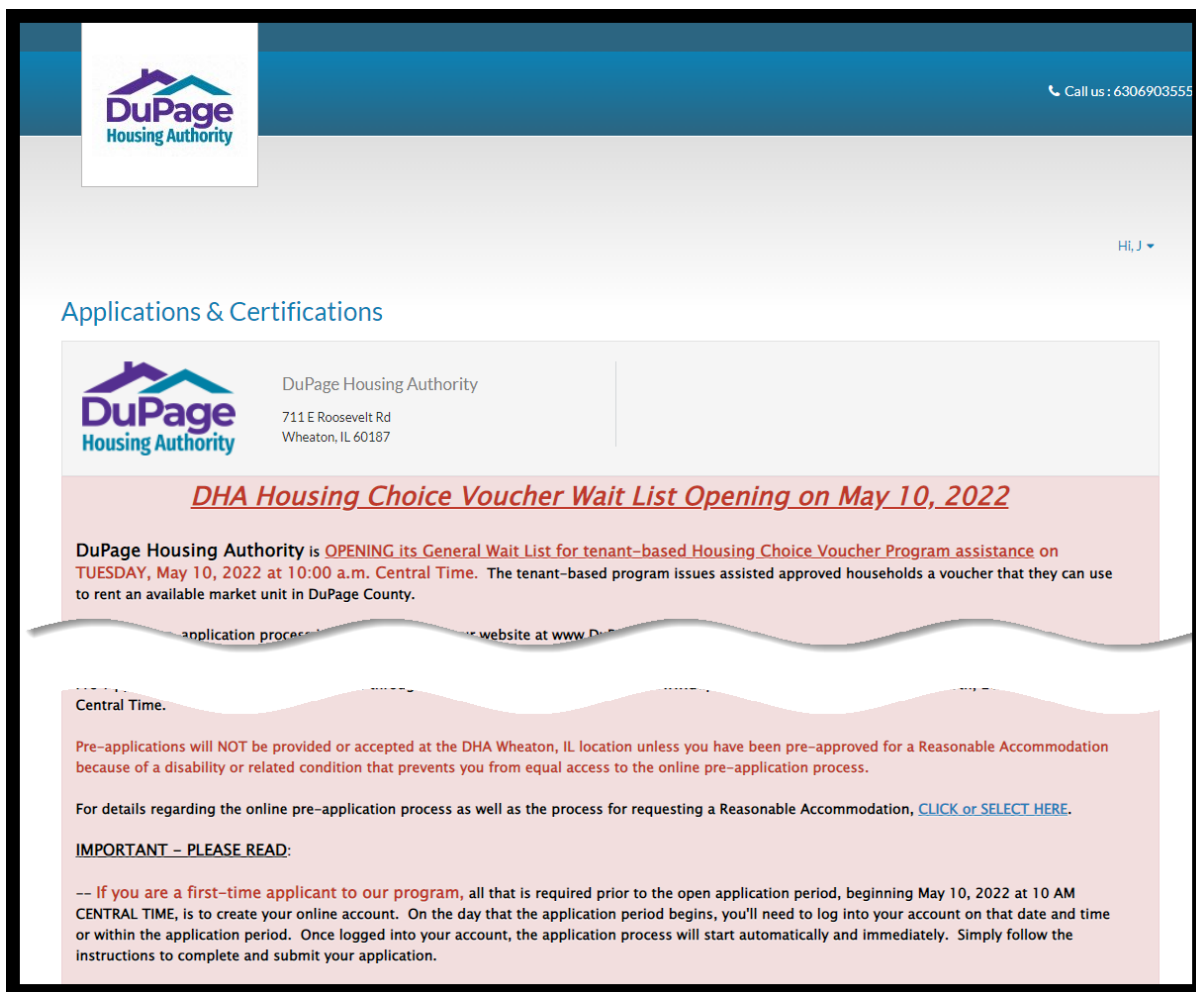 DuPage
Housing Authority
Call us : 6306903555
Hi, J
Applications & Certifications
DuPage
Housing Authority
DuPage Housing Authority
711 E Roosevelt Rd
Wheaton, IL 60187
DHA Housing Choice Voucher Wait List Opening on May 10, 2022
DuPage Housing Authority is OPENING its General Wait List for tenant-based Housing Choice Voucher Program assistance on
TUESDAY, May 10, 2022 at 10:00 a.m. Central Time. The tenant-based program issues assisted approved households a voucher that they can use
to rent an available market unit in DuPage County.
-application process website at www
Central Time.
Pre-applications will NOT be provided or accepted at the DHA Wheaton, IL location unless you have been pre-approved for a Reasonable Accommodation
because of a disability or related condition that prevents you from equal access to the online pre-application process.
For details regarding the online pre-application process as well as the process for requesting a Reasonable Accommodation, CLICK or SELECT HERE.
IMPORTANT - PLEASE READ:
-- If you are a first-time applicant to our program, all that is required prior to the open application period, beginning May 10, 2022 at 10 AM
CENTRAL TIME, is to create your online account. On the day that the application period begins, you'll need to log into your account on that date and time
or within the application period. Once logged into your account, the application process will start automatically and immediately. Simply follow the
instructions to complete and submit your application.